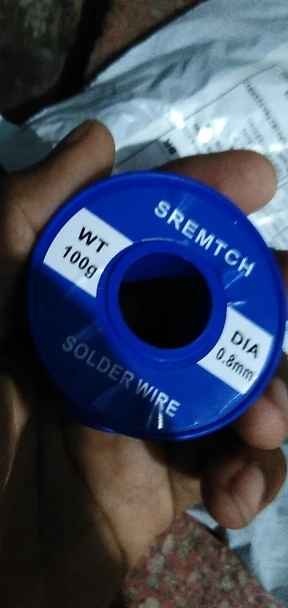 SREMTCH
WT
100g
DIA
0.8mm
SOLDER WIRE